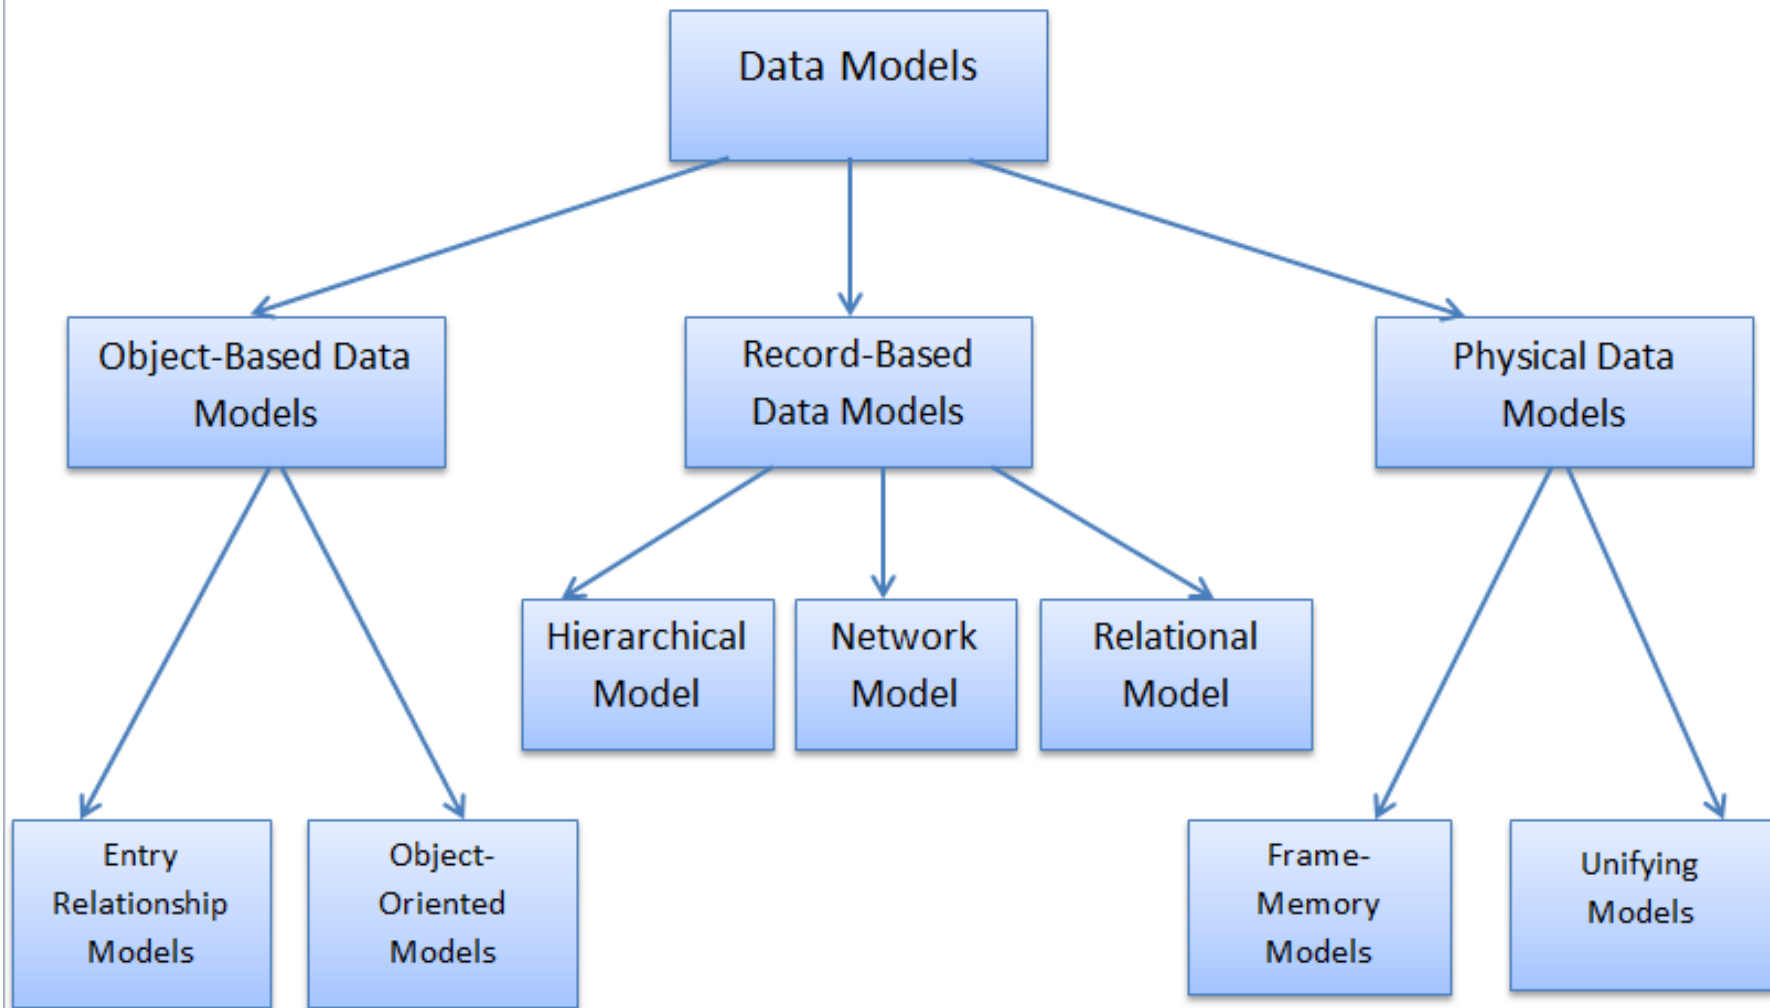 Data Models
Object-Based Data
Models
Record-Based
Data Models
Physical Data
Models
Hierarchical
Model
Network
Model
Relational
Model
Entry
Relationship
Models
Object-
Oriented
Models
Frame-
Memory
Models
Unifying
Models